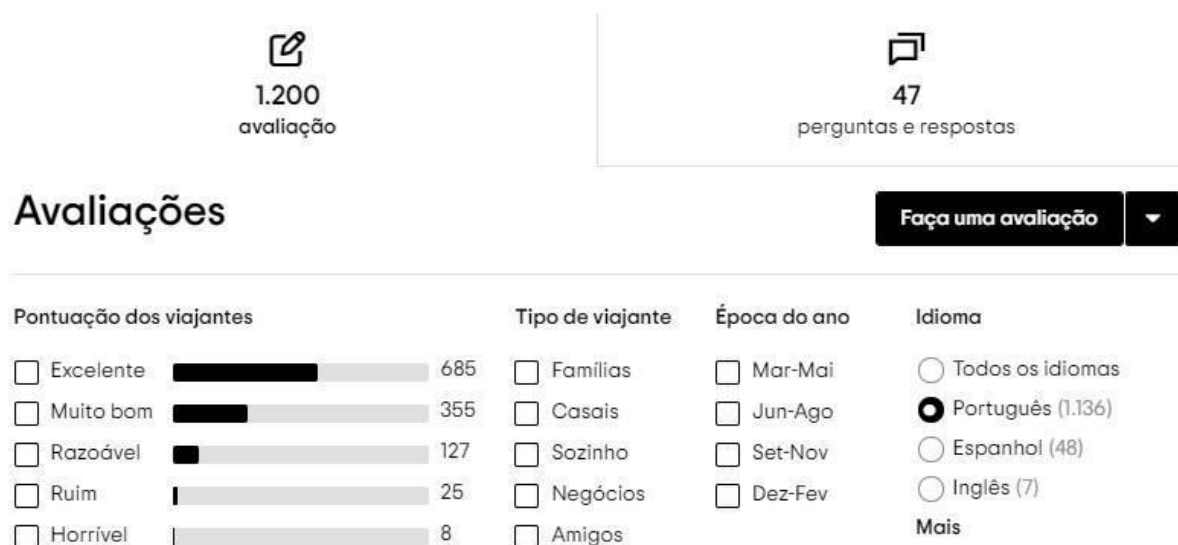 1.200
avaliação
47
perguntas e respostas
Avaliações
Faça uma avaliação
Pontuação dos viajantes
Excelente 685
Muito bom 355
Razoável 127
Ruim 25
Horrível 8
Tipo de viajante
Famílias
Casais
Sozinho
Negócios
Amigos
Época do ano
Mar-Mai
Jun-Ago
Set-Nov
Dez-Fev
Idioma
Todos os idiomas
Português (1.136)
Espanhol (48)
Inglês (7)
Mais